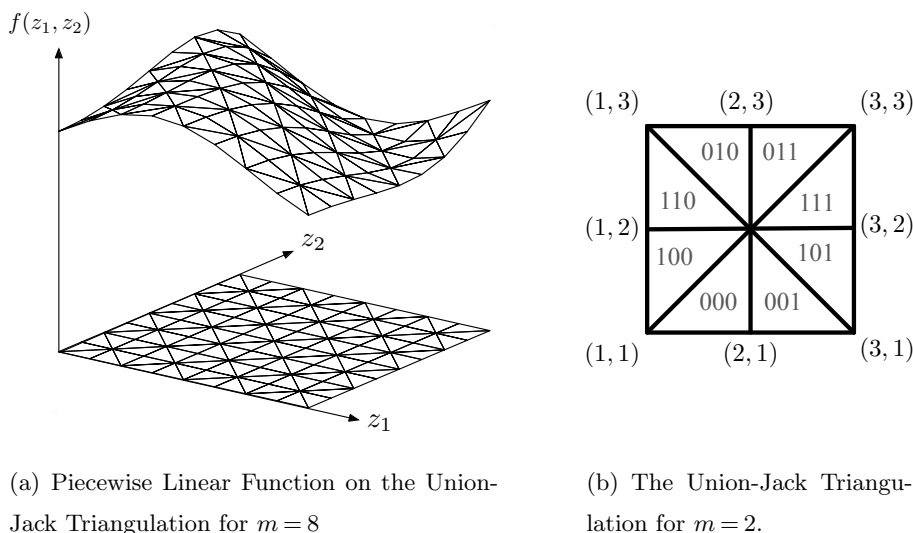 f(z₁, z₂)
z₂
z₁
(a) Piecewise Linear Function on the Union-
Jack Triangulation for m = 8
(1, 3) (2, 3) (3, 3)
010 011
110 111
(1, 2) (3, 2)
100 101
000 001
(1, 1) (2, 1) (3, 1)
(b) The Union-Jack Triangu-
lation for m = 2.